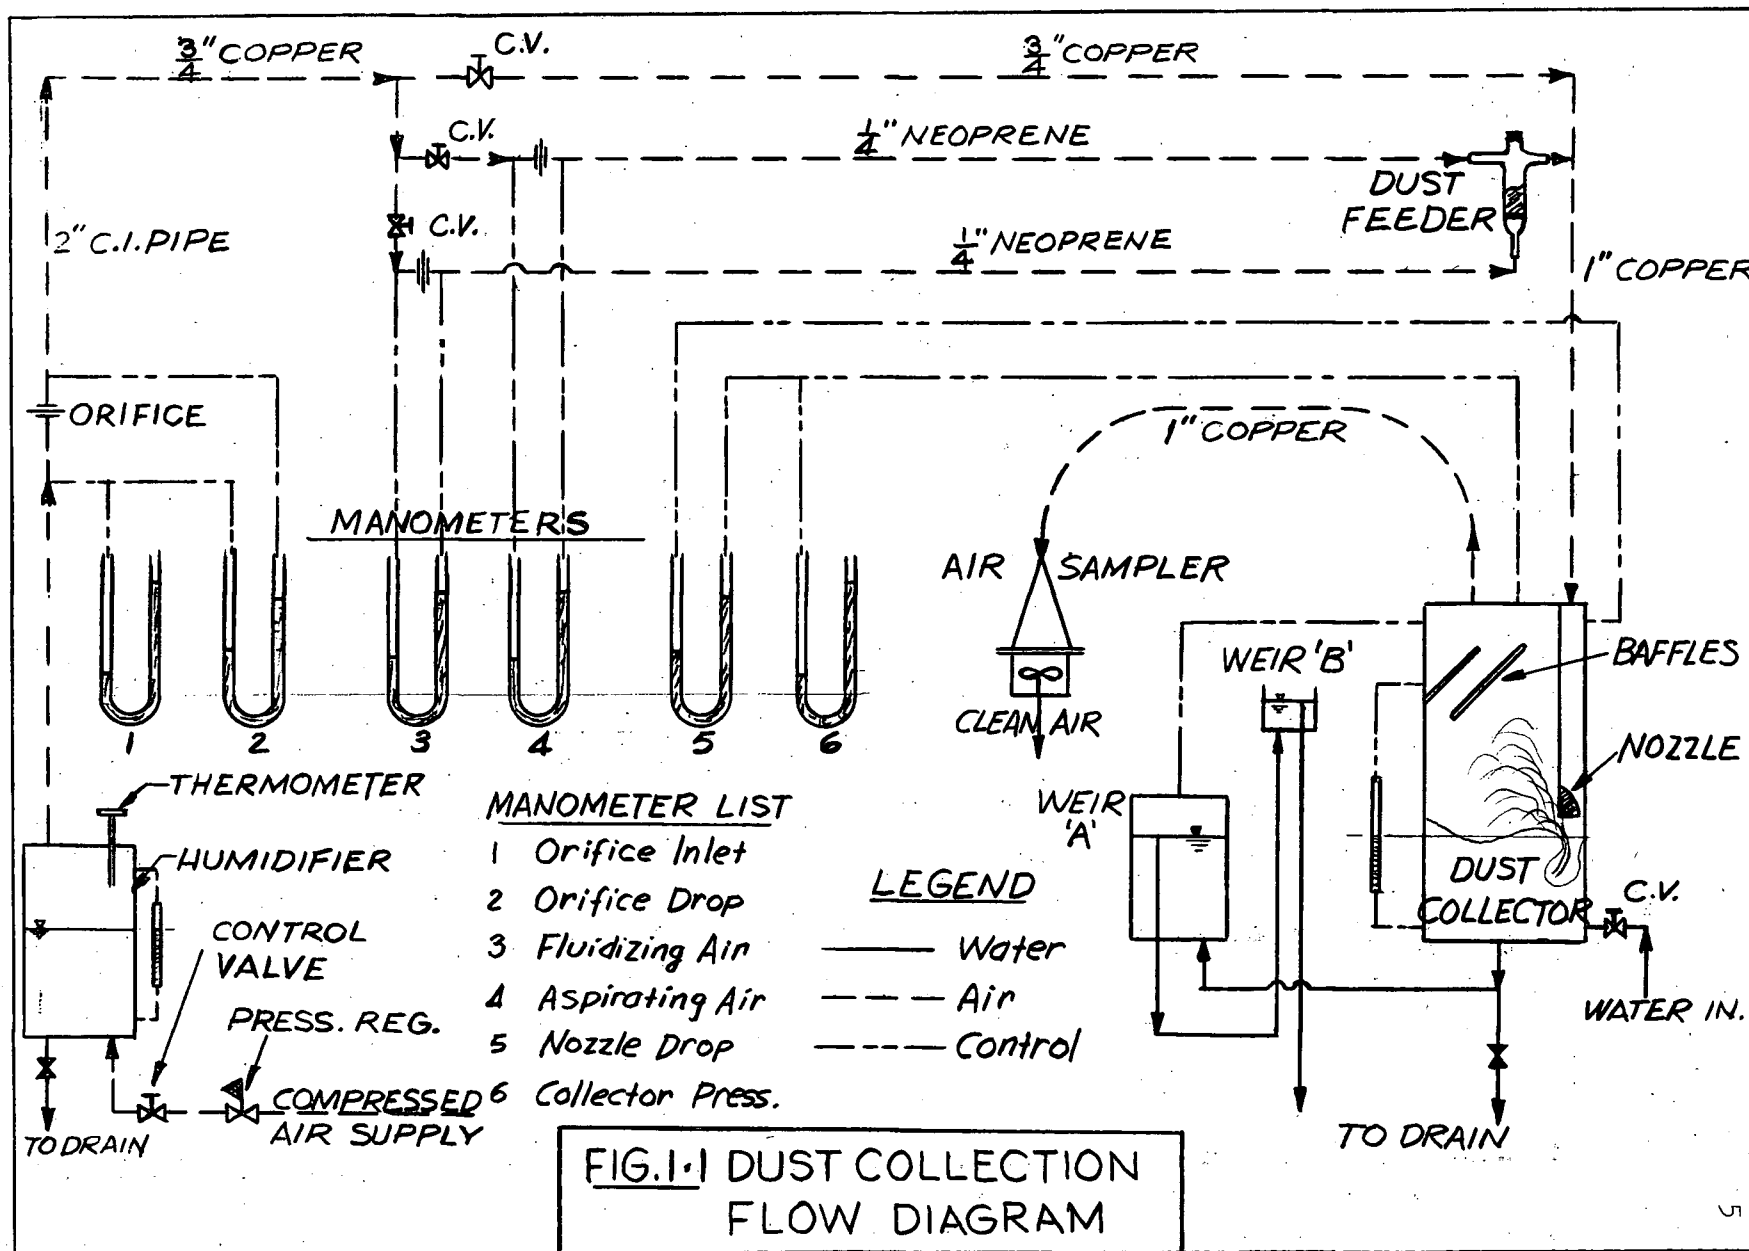 3/4" COPPER
C.V.
3/4" COPPER
C.V.
1/4" NEOPRENE
DUST
FEEDER
C.V.
2" C.I. PIPE
1/4" NEOPRENE
1" COPPER
ORIFICE
1" COPPER
MANOMETERS
AIR SAMPLER
WEIR 'B'
BAFFLES
CLEAN AIR
NOZZLE
1 2 3 4 5 6
THERMOMETER
HUMIDIFIER
CONTROL
VALVE
PRESS. REG.
COMPRESSED
AIR SUPPLY
TO DRAIN
MANOMETER LIST
1 Orifice Inlet
2 Orifice Drop
3 Fluidizing Air
4 Aspirating Air
5 Nozzle Drop
6 Collector Press.
LEGEND
Water
Air
Control
WEIR
'A'
DUST
COLLECTOR
C.V.
WATER IN.
TO DRAIN
FIG. 1·1 DUST COLLECTION
FLOW DIAGRAM
5